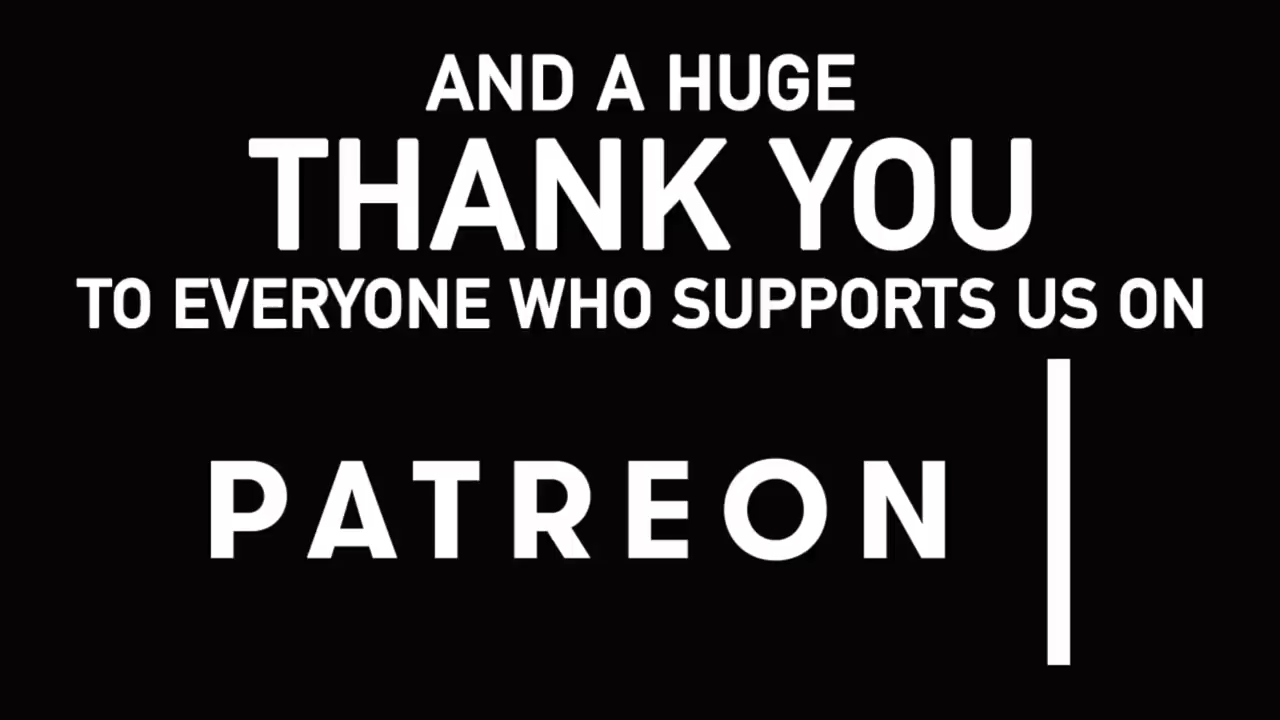 AND A HUGE
THANK YOU
TO EVERYONE WHO SUPPORTS US ON
PATREON